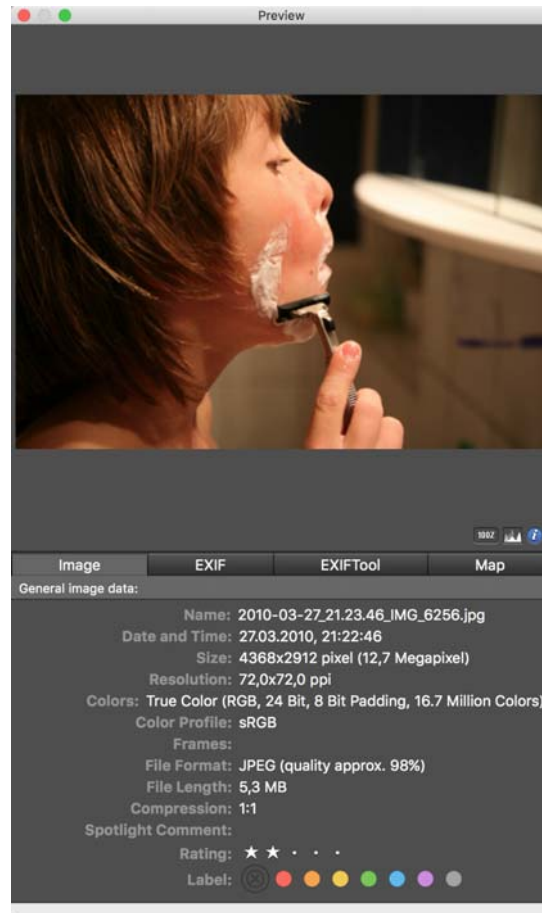 Preview
Image EXIF EXIFTool Map
General image data:
Name: 2010-03-27_21.23.46_IMG_6256.jpg
Date and Time: 27.03.2010, 21:22:46
Size: 4368x2912 pixel (12,7 Megapixel)
Resolution: 72,0x72,0 ppi
Colors: True Color (RGB, 24 Bit, 8 Bit Padding, 16.7 Million Colors)
Color Profile: sRGB
Frames:
File Format: JPEG (quality approx. 98%)
File Length: 5,3 MB
Compression: 1:1
Spotlight Comment:
Rating:
Label: